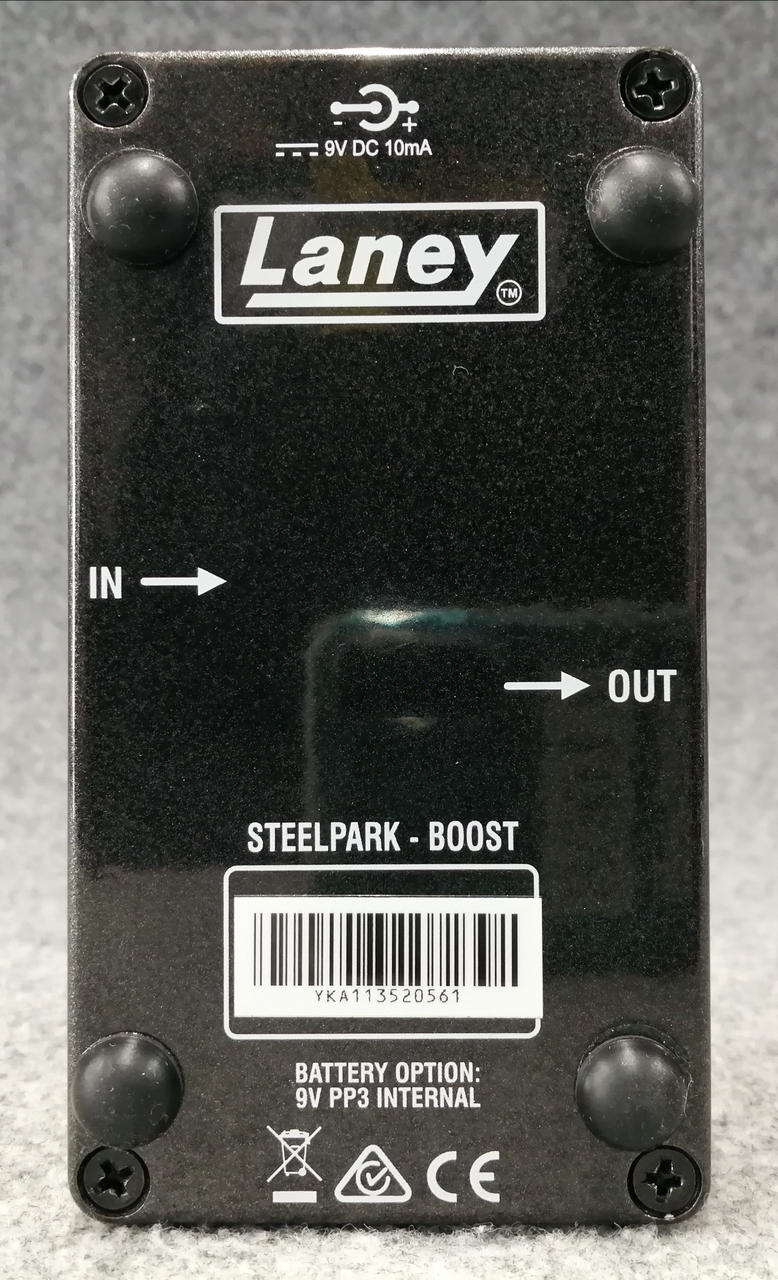 - +
9V DC 10mA
Laney TM
IN
OUT
STEELPARK - BOOST
YKA113520561
BATTERY OPTION:
9V PP3 INTERNAL
CE